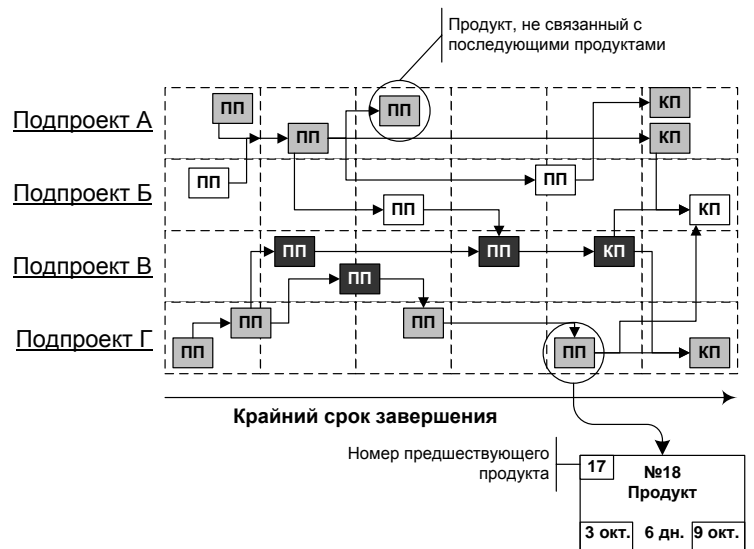 Продукт, не связанный с
последующими продуктами
Подпроект А
ПП
ПП
ПП
КП
КП
Подпроект Б
ПП
ПП
ПП
КП
Подпроект В
ПП
ПП
ПП
КП
Подпроект Г
ПП
ПП
ПП
ПП
КП
Крайний срок завершения
Номер предшествующего
продукта
17
№18
Продукт
3 окт. 6 дн. 9 окт.